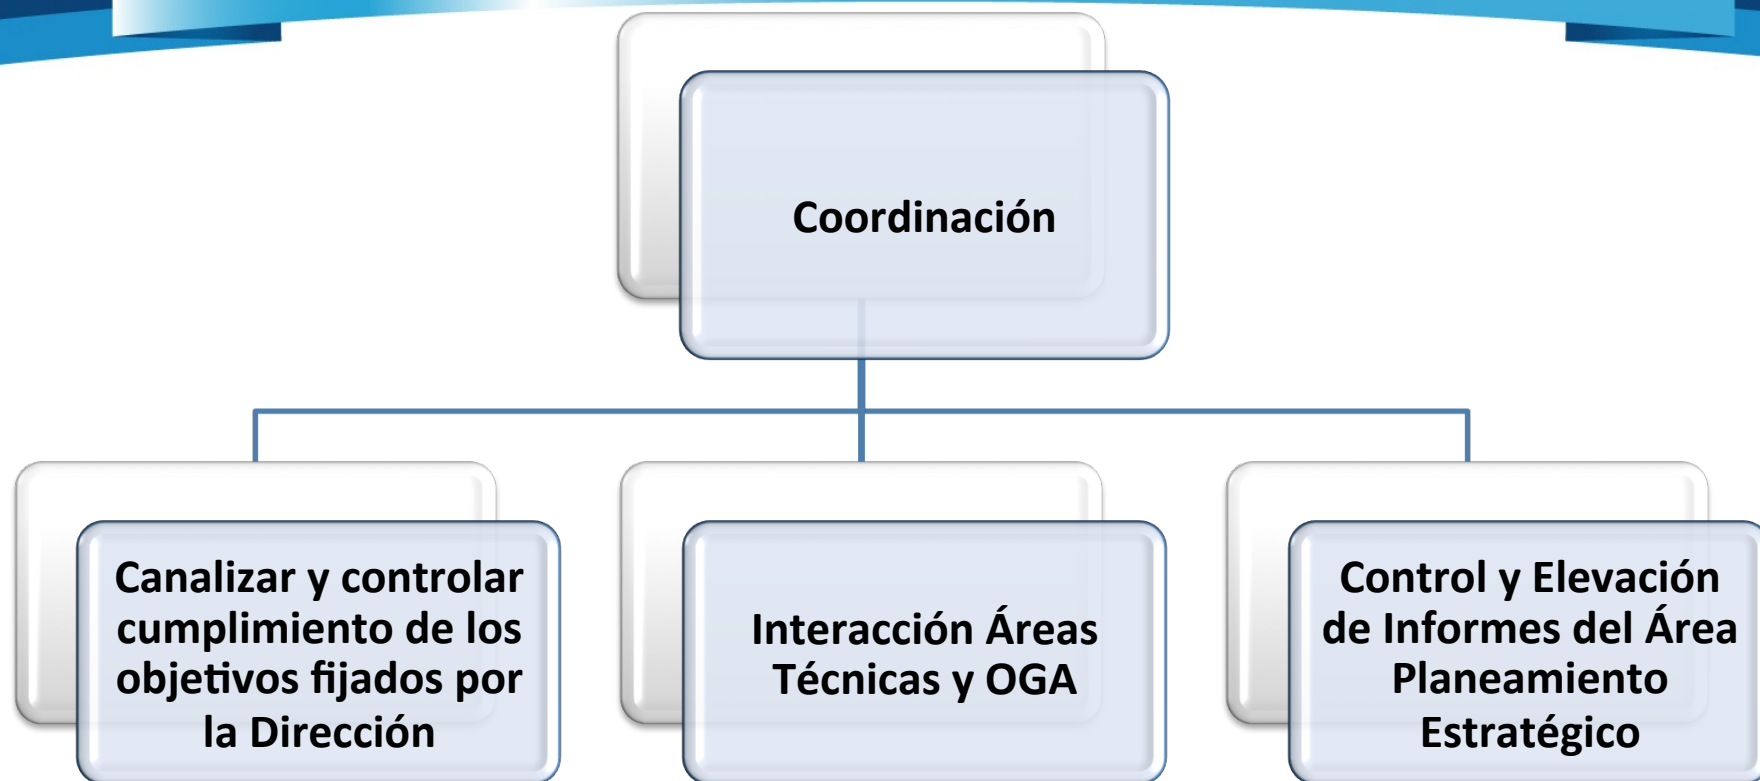 Coordinación
Canalizar y controlar
cumplimiento de los
objetivos fijados por
la Dirección
Interacción Áreas
Técnicas y OGA
Control y Elevación
de Informes del Área
Planeamiento
Estratégico